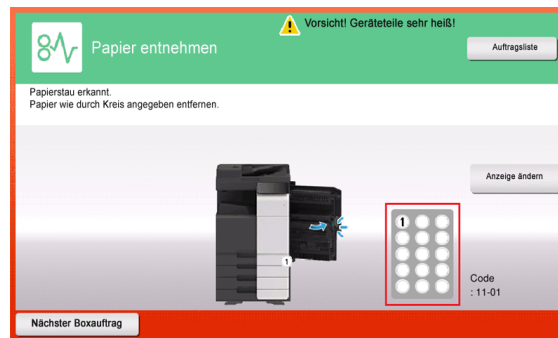 Vorsicht! Geräteteile sehr heiß!
Papier entnehmen
Auftragsliste
Papierstau erkannt.
Papier wie durch Kreis angegeben entfernen.
Anzeige ändern
1
1
Code
: 11-01
Nächster Boxauftrag